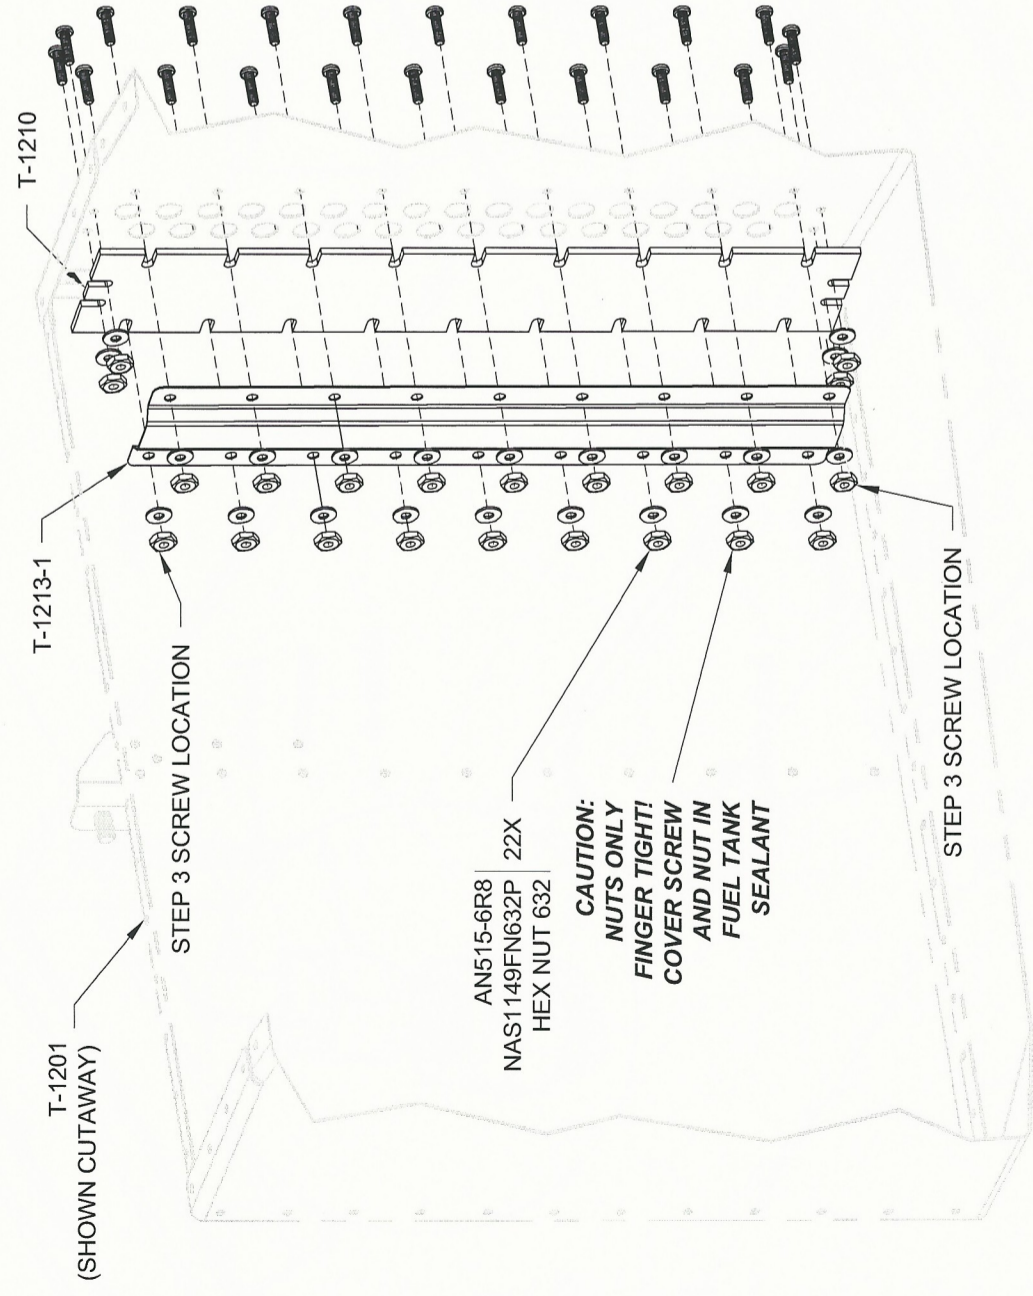 T-1201
(SHOWN CUTAWAY)
T-1213-1
T-1210
STEP 3 SCREW LOCATION
AN515-6R8
NAS1149FN632P
HEX NUT 632
22X
CAUTION:
NUTS ONLY
FINGER TIGHT!
COVER SCREW
AND NUT IN
FUEL TANK
SEALANT
STEP 3 SCREW LOCATION